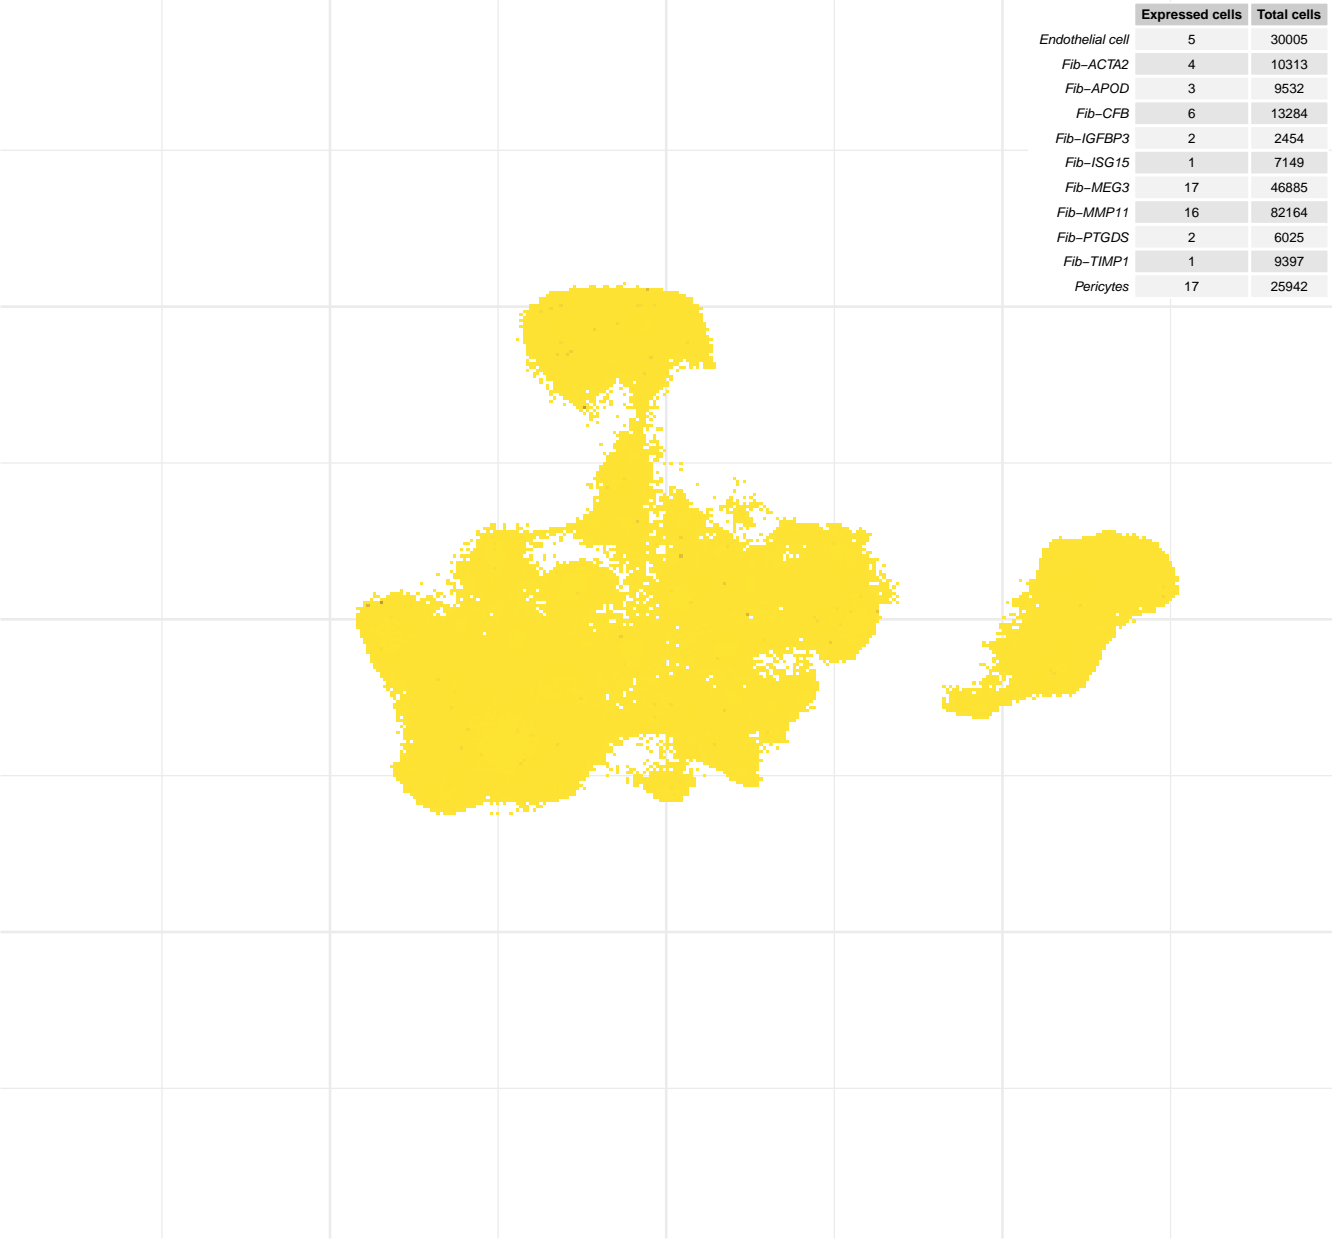 Expressed cells Total cells
Endothelial cell 5 30005
Fib−ACTA2 4 10313
Fib−APOD 3 9532
Fib−CFB 6 13284
Fib−IGFBP3 2 2454
Fib−ISG15 1 7149
Fib−MEG3 17 46885
Fib−MMP11 16 82164
Fib−PTGDS 2 6025
Fib−TIMP1 1 9397
Pericytes 17 25942